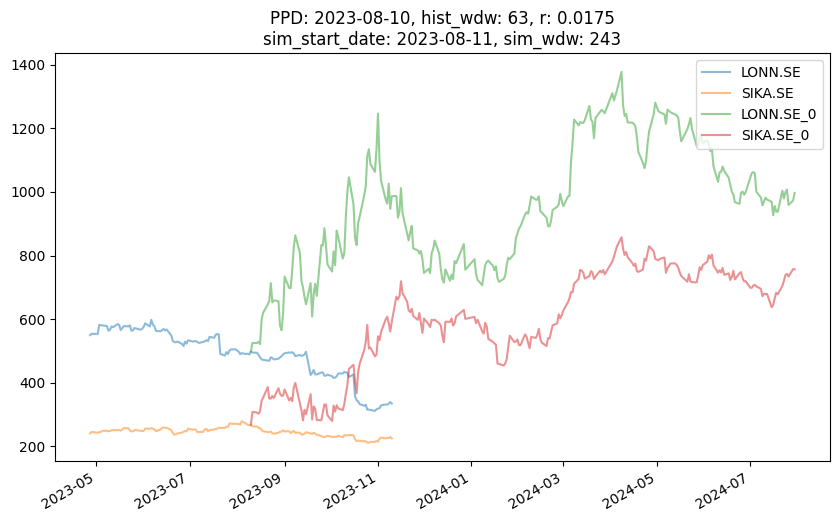 PPD: 2023-08-10, hist_wdw: 63, r: 0.0175
sim_start_date: 2023-08-11, sim_wdw: 243
1400
1200
1000
800
600
400
200
LONN.SE
SIKA.SE
LONN.SE_0
SIKA.SE_0
2023-05
2023-07
2023-09
2023-11
2024-01
2024-03
2024-05
2024-07